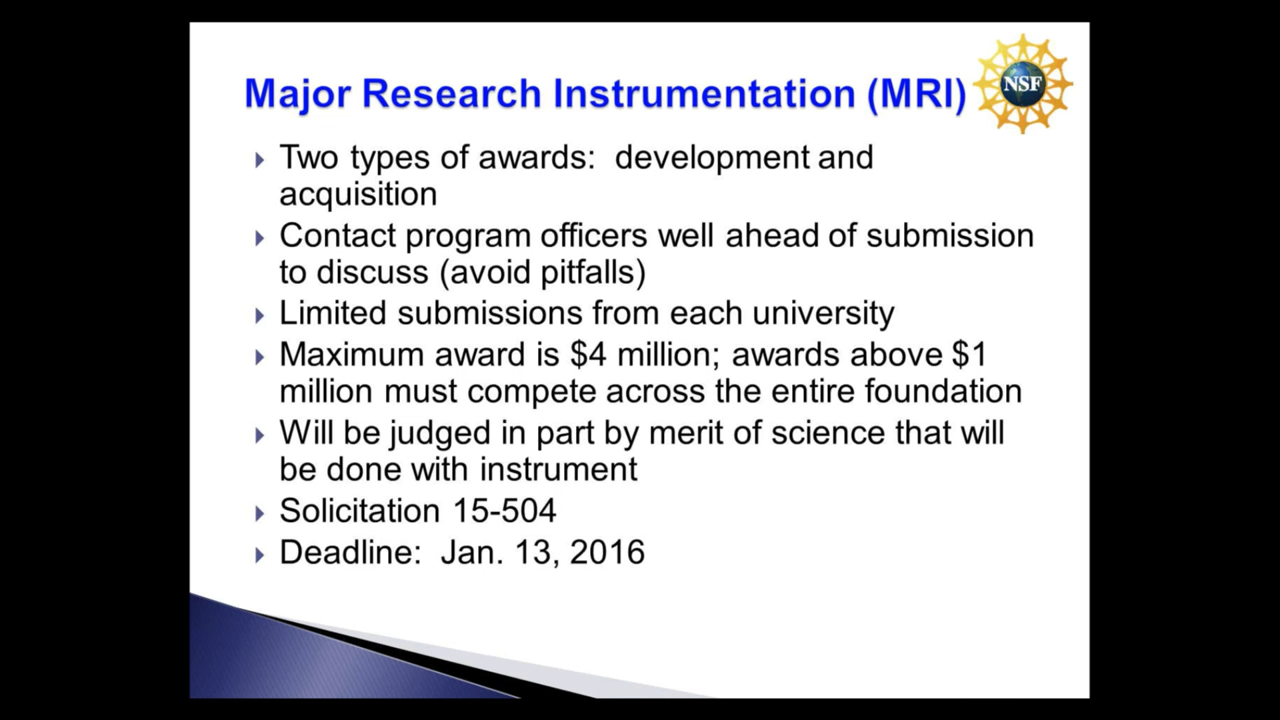 Major Research Instrumentation (MRI)
NSF
Two types of awards:  development and
acquisition
Contact program officers well ahead of submission
to discuss (avoid pitfalls)
Limited submissions from each university
Maximum award is $4 million; awards above $1
million must compete across the entire foundation
Will be judged in part by merit of science that will
be done with instrument
Solicitation 15-504
Deadline:  Jan. 13, 2016